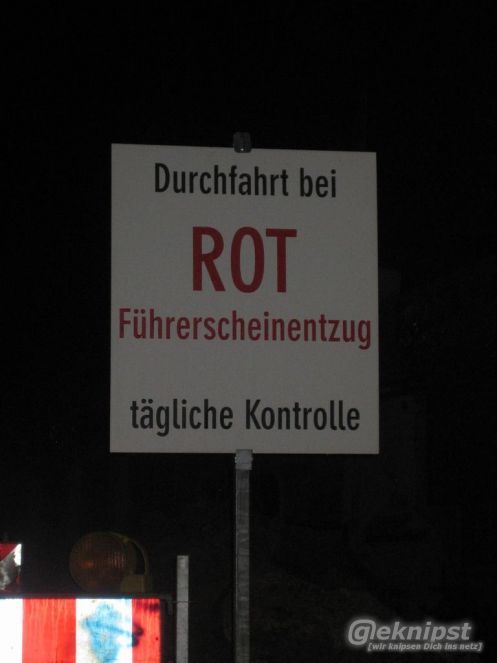 Durchfahrt bei
ROT
Führerscheinentzug
tägliche Kontrolle
@eknipst
[wir knipsen Dich ins netz]